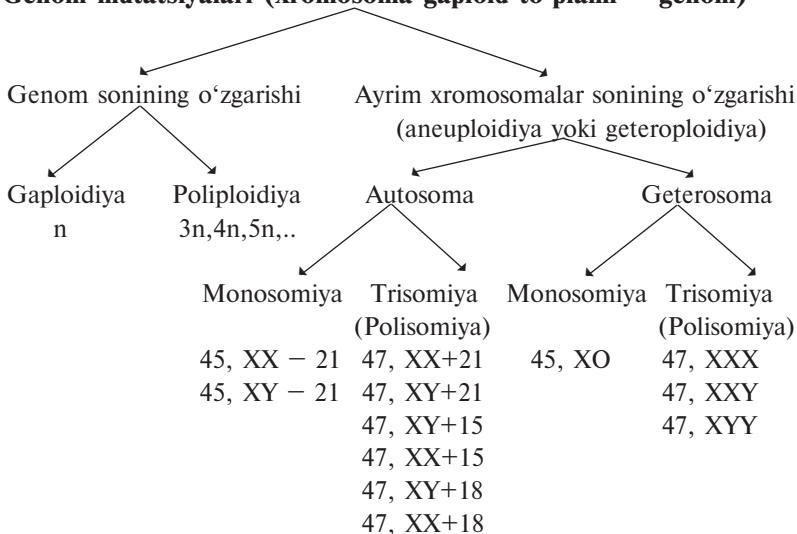 Genom mutatsiyalari (xromosoma gaploid to‘plami — genom)
Genom sonining o‘zgarishi Ayrim xromosomalar sonining o‘zgarishi
(aneuploidiya yoki geteroploidiya)
Gaploidiya Poliploidiya Autosoma Geterosoma
n 3n,4n,5n,..
Monosomiya Trisomiya Monosomiya Trisomiya
(Polisomiya) (Polisomiya)
45, XX − 21 47, XX+21 45, XO 47, XXX
45, XY − 21 47, XY+21 47, XXY
47, XY+15 47, XYY
47, XX+15
47, XY+18
47, XX+18